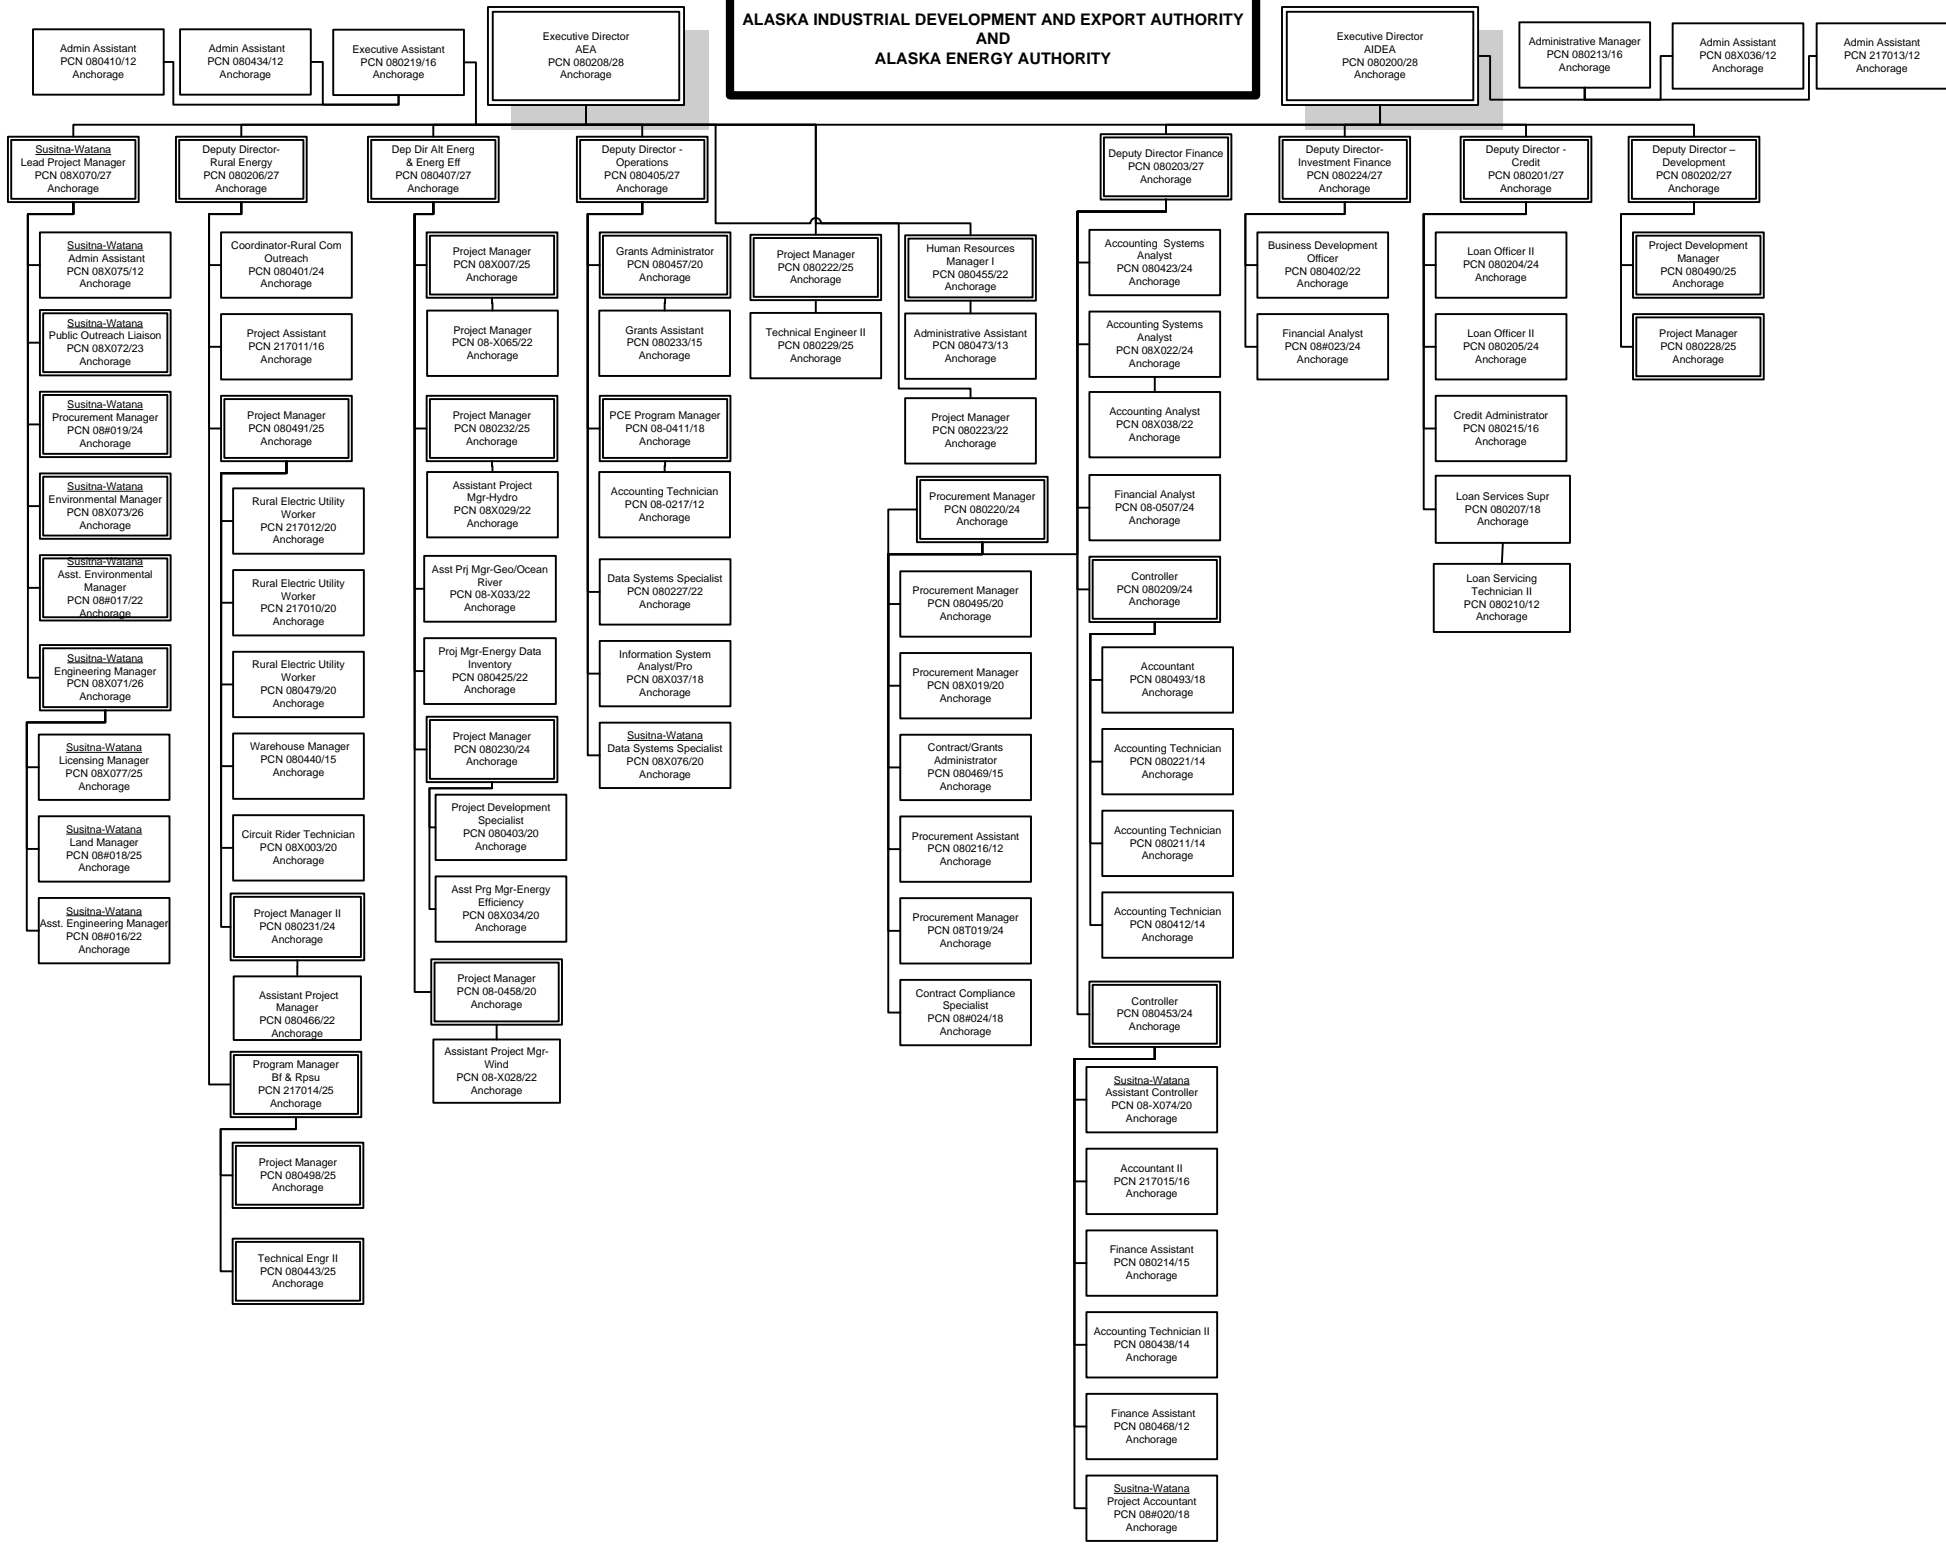 ALASKA INDUSTRIAL DEVELOPMENT AND EXPORT AUTHORITY
AND
ALASKA ENERGY AUTHORITY
Admin Assistant
PCN 080410/12
Anchorage
Admin Assistant
PCN 080434/12
Anchorage
Executive Assistant
PCN 080219/16
Anchorage
Executive Director
AEA
PCN 080208/28
Anchorage
Executive Director
AIDEA
PCN 080200/28
Anchorage
Administrative Manager
PCN 080213/16
Anchorage
Admin Assistant
PCN 08X036/12
Anchorage
Admin Assistant
PCN 217013/12
Anchorage
Susitna-Watana
Lead Project Manager
PCN 08X070/27
Anchorage
Deputy Director-
Rural Energy
PCN 080206/27
Anchorage
Dep Dir Alt Energ
& Energ Eff
PCN 080407/27
Anchorage
Deputy Director -
Operations
PCN 080405/27
Anchorage
Deputy Director Finance
PCN 080203/27
Anchorage
Deputy Director-
Investment Finance
PCN 080224/27
Anchorage
Deputy Director -
Credit
PCN 080201/27
Anchorage
Deputy Director –
Development
PCN 080202/27
Anchorage
Susitna-Watana
Admin Assistant
PCN 08X075/12
Anchorage
Susitna-Watana
Public Outreach Liaison
PCN 08X072/23
Anchorage
Susitna-Watana
Procurement Manager
PCN 08#019/24
Anchorage
Susitna-Watana
Environmental Manager
PCN 08X073/26
Anchorage
Susitna-Watana
Asst. Environmental
Manager
PCN 08#017/22
Anchorage
Susitna-Watana
Engineering Manager
PCN 08X071/26
Anchorage
Susitna-Watana
Licensing Manager
PCN 08X077/25
Anchorage
Susitna-Watana
Land Manager
PCN 08#018/25
Anchorage
Susitna-Watana
Asst. Engineering Manager
PCN 08#016/22
Anchorage
Coordinator-Rural Com
Outreach
PCN 080401/24
Anchorage
Project Assistant
PCN 217011/16
Anchorage
Project Manager
PCN 080491/25
Anchorage
Rural Electric Utility
Worker
PCN 217012/20
Anchorage
Rural Electric Utility
Worker
PCN 217010/20
Anchorage
Rural Electric Utility
Worker
PCN 080479/20
Anchorage
Warehouse Manager
PCN 080440/15
Anchorage
Circuit Rider Technician
PCN 08X003/20
Anchorage
Project Manager II
PCN 080231/24
Anchorage
Assistant Project
Manager
PCN 080466/22
Anchorage
Program Manager
Bf & Rpsu
PCN 217014/25
Anchorage
Project Manager
PCN 080498/25
Anchorage
Technical Engr II
PCN 080443/25
Anchorage
Project Manager
PCN 08X007/25
Anchorage
Project Manager
PCN 08-X065/22
Anchorage
Project Manager
PCN 080232/25
Anchorage
Assistant Project
Mgr-Hydro
PCN 08X029/22
Anchorage
Asst Prj Mgr-Geo/Ocean
River
PCN 08-X033/22
Anchorage
Proj Mgr-Energy Data
Inventory
PCN 080425/22
Anchorage
Project Manager
PCN 080230/24
Anchorage
Project Development
Specialist
PCN 080403/20
Anchorage
Asst Prg Mgr-Energy
Efficiency
PCN 08X034/20
Anchorage
Project Manager
PCN 08-0458/20
Anchorage
Assistant Project Mgr-
Wind
PCN 08-X028/22
Anchorage
Grants Administrator
PCN 080457/20
Anchorage
Grants Assistant
PCN 080233/15
Anchorage
PCE Program Manager
PCN 08-0411/18
Anchorage
Accounting Technician
PCN 08-0217/12
Anchorage
Data Systems Specialist
PCN 080227/22
Anchorage
Information System
Analyst/Pro
PCN 08X037/18
Anchorage
Susitna-Watana
Data Systems Specialist
PCN 08X076/20
Anchorage
Project Manager
PCN 080222/25
Anchorage
Technical Engineer II
PCN 080229/25
Anchorage
Human Resources
Manager I
PCN 080455/22
Anchorage
Administrative Assistant
PCN 080473/13
Anchorage
Project Manager
PCN 080223/22
Anchorage
Procurement Manager
PCN 080220/24
Anchorage
Procurement Manager
PCN 080495/20
Anchorage
Procurement Manager
PCN 08X019/20
Anchorage
Contract/Grants
Administrator
PCN 080469/15
Anchorage
Procurement Assistant
PCN 080216/12
Anchorage
Procurement Manager
PCN 08T019/24
Anchorage
Contract Compliance
Specialist
PCN 08#024/18
Anchorage
Accounting Systems
Analyst
PCN 080423/24
Anchorage
Accounting Systems
Analyst
PCN 08X022/24
Anchorage
Accounting Analyst
PCN 08X038/22
Anchorage
Financial Analyst
PCN 08-0507/24
Anchorage
Controller
PCN 080209/24
Anchorage
Accountant
PCN 080493/18
Anchorage
Accounting Technician
PCN 080221/14
Anchorage
Accounting Technician
PCN 080211/14
Anchorage
Accounting Technician
PCN 080412/14
Anchorage
Controller
PCN 080453/24
Anchorage
Susitna-Watana
Assistant Controller
PCN 08-X074/20
Anchorage
Accountant II
PCN 217015/16
Anchorage
Finance Assistant
PCN 080214/15
Anchorage
Accounting Technician II
PCN 080438/14
Anchorage
Finance Assistant
PCN 080468/12
Anchorage
Susitna-Watana
Project Accountant
PCN 08#020/18
Anchorage
Business Development
Officer
PCN 080402/22
Anchorage
Financial Analyst
PCN 08#023/24
Anchorage
Loan Officer II
PCN 080204/24
Anchorage
Loan Officer II
PCN 080205/24
Anchorage
Credit Administrator
PCN 080215/16
Anchorage
Loan Services Supr
PCN 080207/18
Anchorage
Loan Servicing
Technician II
PCN 080210/12
Anchorage
Project Development
Manager
PCN 080490/25
Anchorage
Project Manager
PCN 080228/25
Anchorage